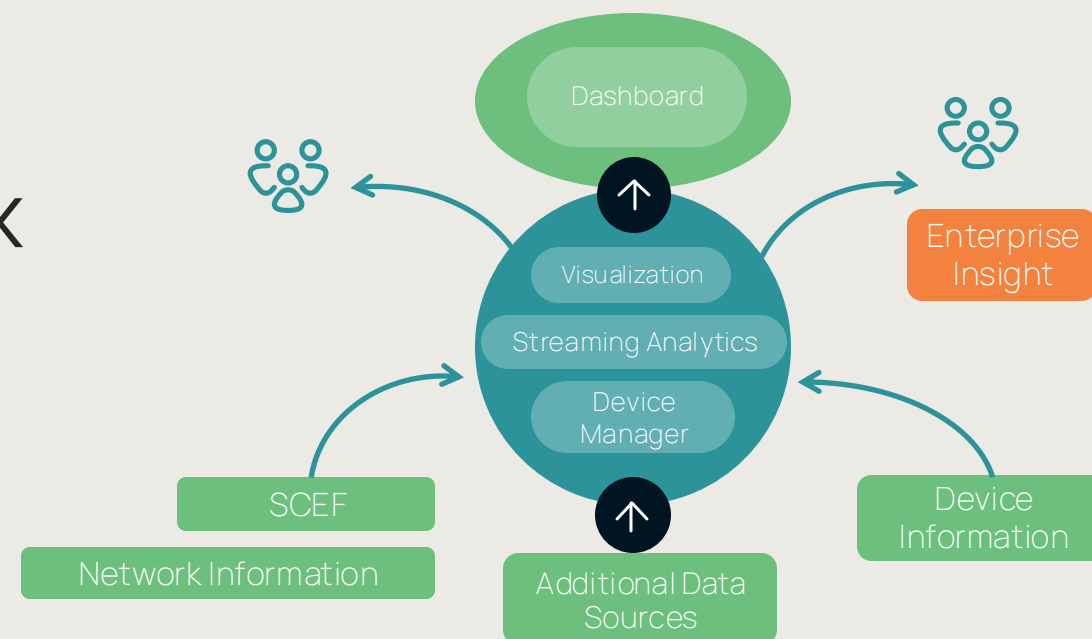 Dashboard
Enterprise
Insight
Visualization
Streaming Analytics
Device
Manager
SCEF
Network Information
Device
Information
Additional Data
Sources